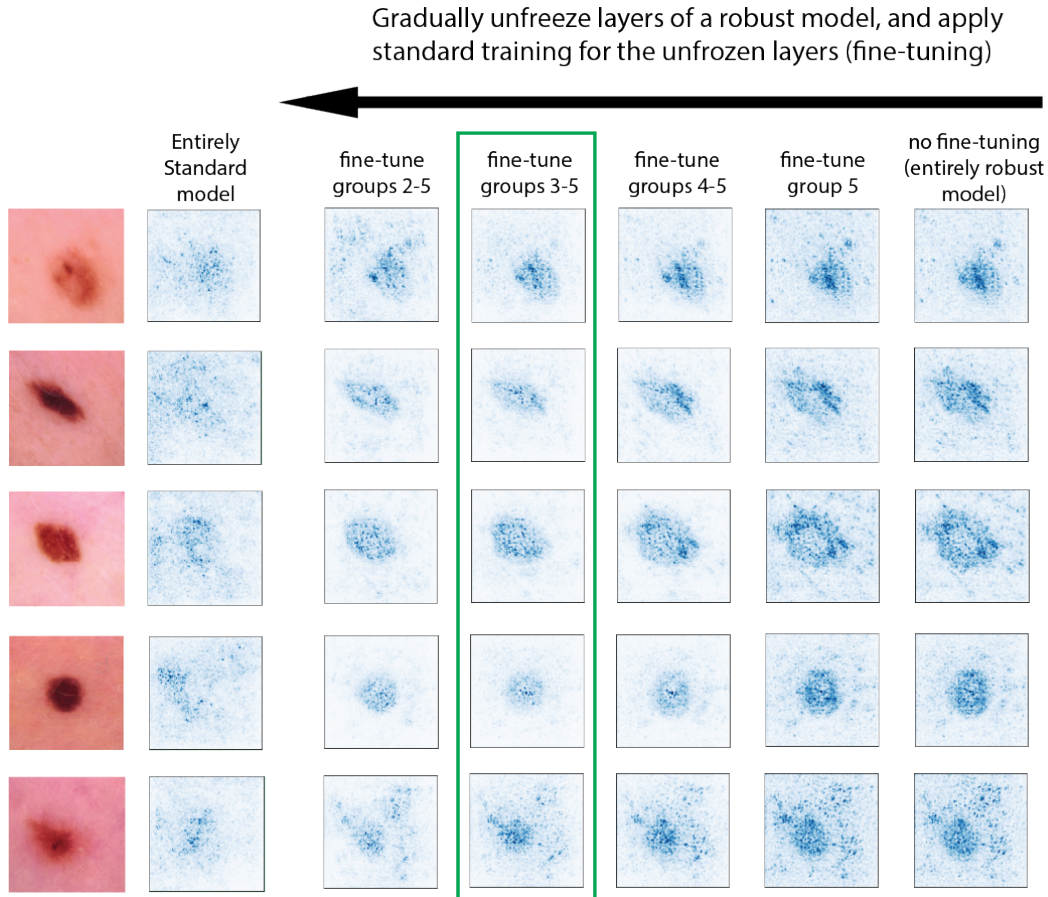 Gradually unfreeze layers of a robust model, and apply
standard training for the unfrozen layers (fine-tuning)
Entirely
Standard
model
fine-tune
groups 2-5
fine-tune
groups 3-5
fine-tune
groups 4-5
fine-tune
group 5
no fine-tuning
(entirely robust
model)